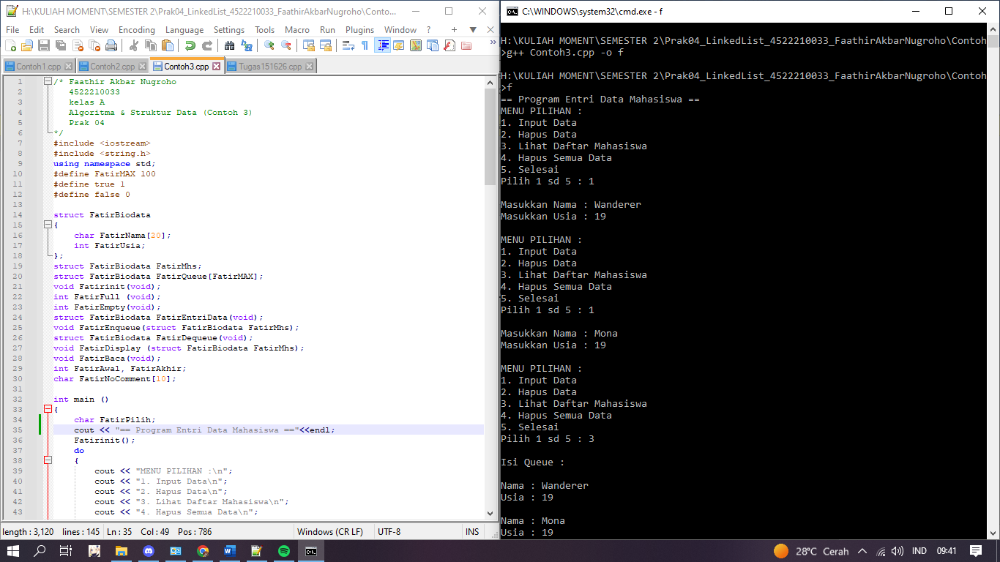 H:\KULIAH MOMENT\SEMESTER 2\Prak04_LinkedList_4522210033_FaathirAkbarNugroho\Conto...
File Edit Search View Encoding Language Settings Tools Macro Run Plugins Window ? + ▼ X
Contoh1.cpp Contoh2.cpp Contoh3.cpp Tugas151626.cpp
1 /* Faathir Akbar Nugroho
2 4522210033
3 kelas A
4 Algoritma & Struktur Data (Contoh 3)
5 Prak 04
6 */
7 #include <iostream>
8 #include <string.h>
9 using namespace std;
10 #define FatirMAX 100
11 #define true 1
12 #define false 0
13
14 struct FatirBiodata
15 {
16 char FatirNama[20];
17 int FatirUsia;
18 };
19 struct FatirBiodata FatirMhs;
20 struct FatirBiodata FatirQueue[FatirMAX];
21 void Fatirinit(void);
22 int FatirFull (void);
23 int FatirEmpty(void);
24 struct FatirBiodata FatirEntriData(void);
25 void FatirEnqueue(struct FatirBiodata FatirMhs);
26 struct FatirBiodata FatirDequeue(void);
27 void FatirDisplay (struct FatirBiodata FatirMhs);
28 void FatirBaca(void);
29 int FatirAwal, FatirAkhir;
30 char FatirNoComment[10];
31
32 int main ()
33 {
34 char FatirPilih;
35 cout << "== Program Entri Data Mahasiswa =="<<endl;
36 Fatirinit();
37 do
38 {
39 cout << "MENU PILIHAN :\n";
40 cout << "1. Input Data\n";
41 cout << "2. Hapus Data\n";
42 cout << "3. Lihat Daftar Mahasiswa\n";
43 cout << "4. Hapus Semua Data\n";
length : 3,120 lines : 145 Ln : 35 Col : 49 Pos : 786 Windows (CR LF) UTF-8 INS
C:\WINDOWS\system32\cmd.exe - f
H:\KULIAH MOMENT\SEMESTER 2\Prak04_LinkedList_4522210033_FaathirAkbarNugroho\Contoh
>g++ Contoh3.cpp -o f
H:\KULIAH MOMENT\SEMESTER 2\Prak04_LinkedList_4522210033_FaathirAkbarNugroho\Contoh
>f
== Program Entri Data Mahasiswa ==
MENU PILIHAN :
1. Input Data
2. Hapus Data
3. Lihat Daftar Mahasiswa
4. Hapus Semua Data
5. Selesai
Pilih 1 sd 5 : 1
Masukkan Nama : Wanderer
Masukkan Usia : 19
MENU PILIHAN :
1. Input Data
2. Hapus Data
3. Lihat Daftar Mahasiswa
4. Hapus Semua Data
5. Selesai
Pilih 1 sd 5 : 1
Masukkan Nama : Mona
Masukkan Usia : 19
MENU PILIHAN :
1. Input Data
2. Hapus Data
3. Lihat Daftar Mahasiswa
4. Hapus Semua Data
5. Selesai
Pilih 1 sd 5 : 3
Isi Queue :
Nama : Wanderer
Usia : 19
Nama : Mona
Usia : 19
28°C Cerah IND 09:41